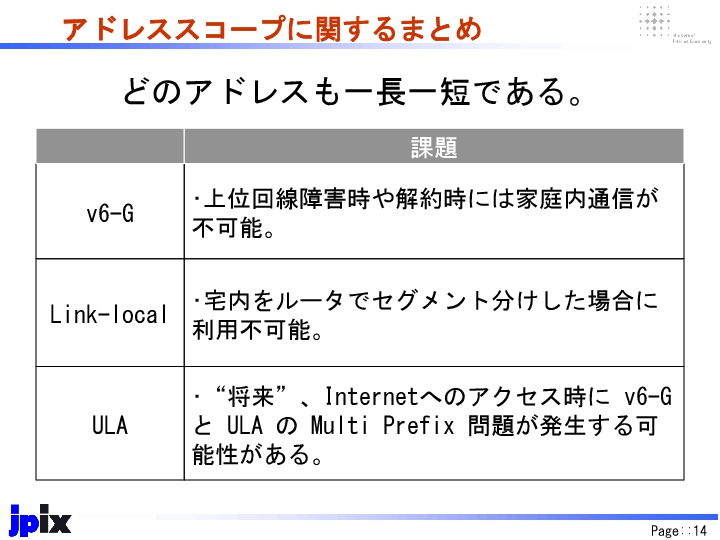 アドレススコープに関するまとめ
どのアドレスも一長一短である。
課題
v6-G
・上位回線障害時や解約時には家庭内通信が
不可能。
Link-local
・宅内をルータでセグメント分けした場合に
利用不可能。
ULA
・“将来”、Internetへのアクセス時に v6-G
と ULA の Multi Prefix 問題が発生する可
能性がある。
jpix
Page::14